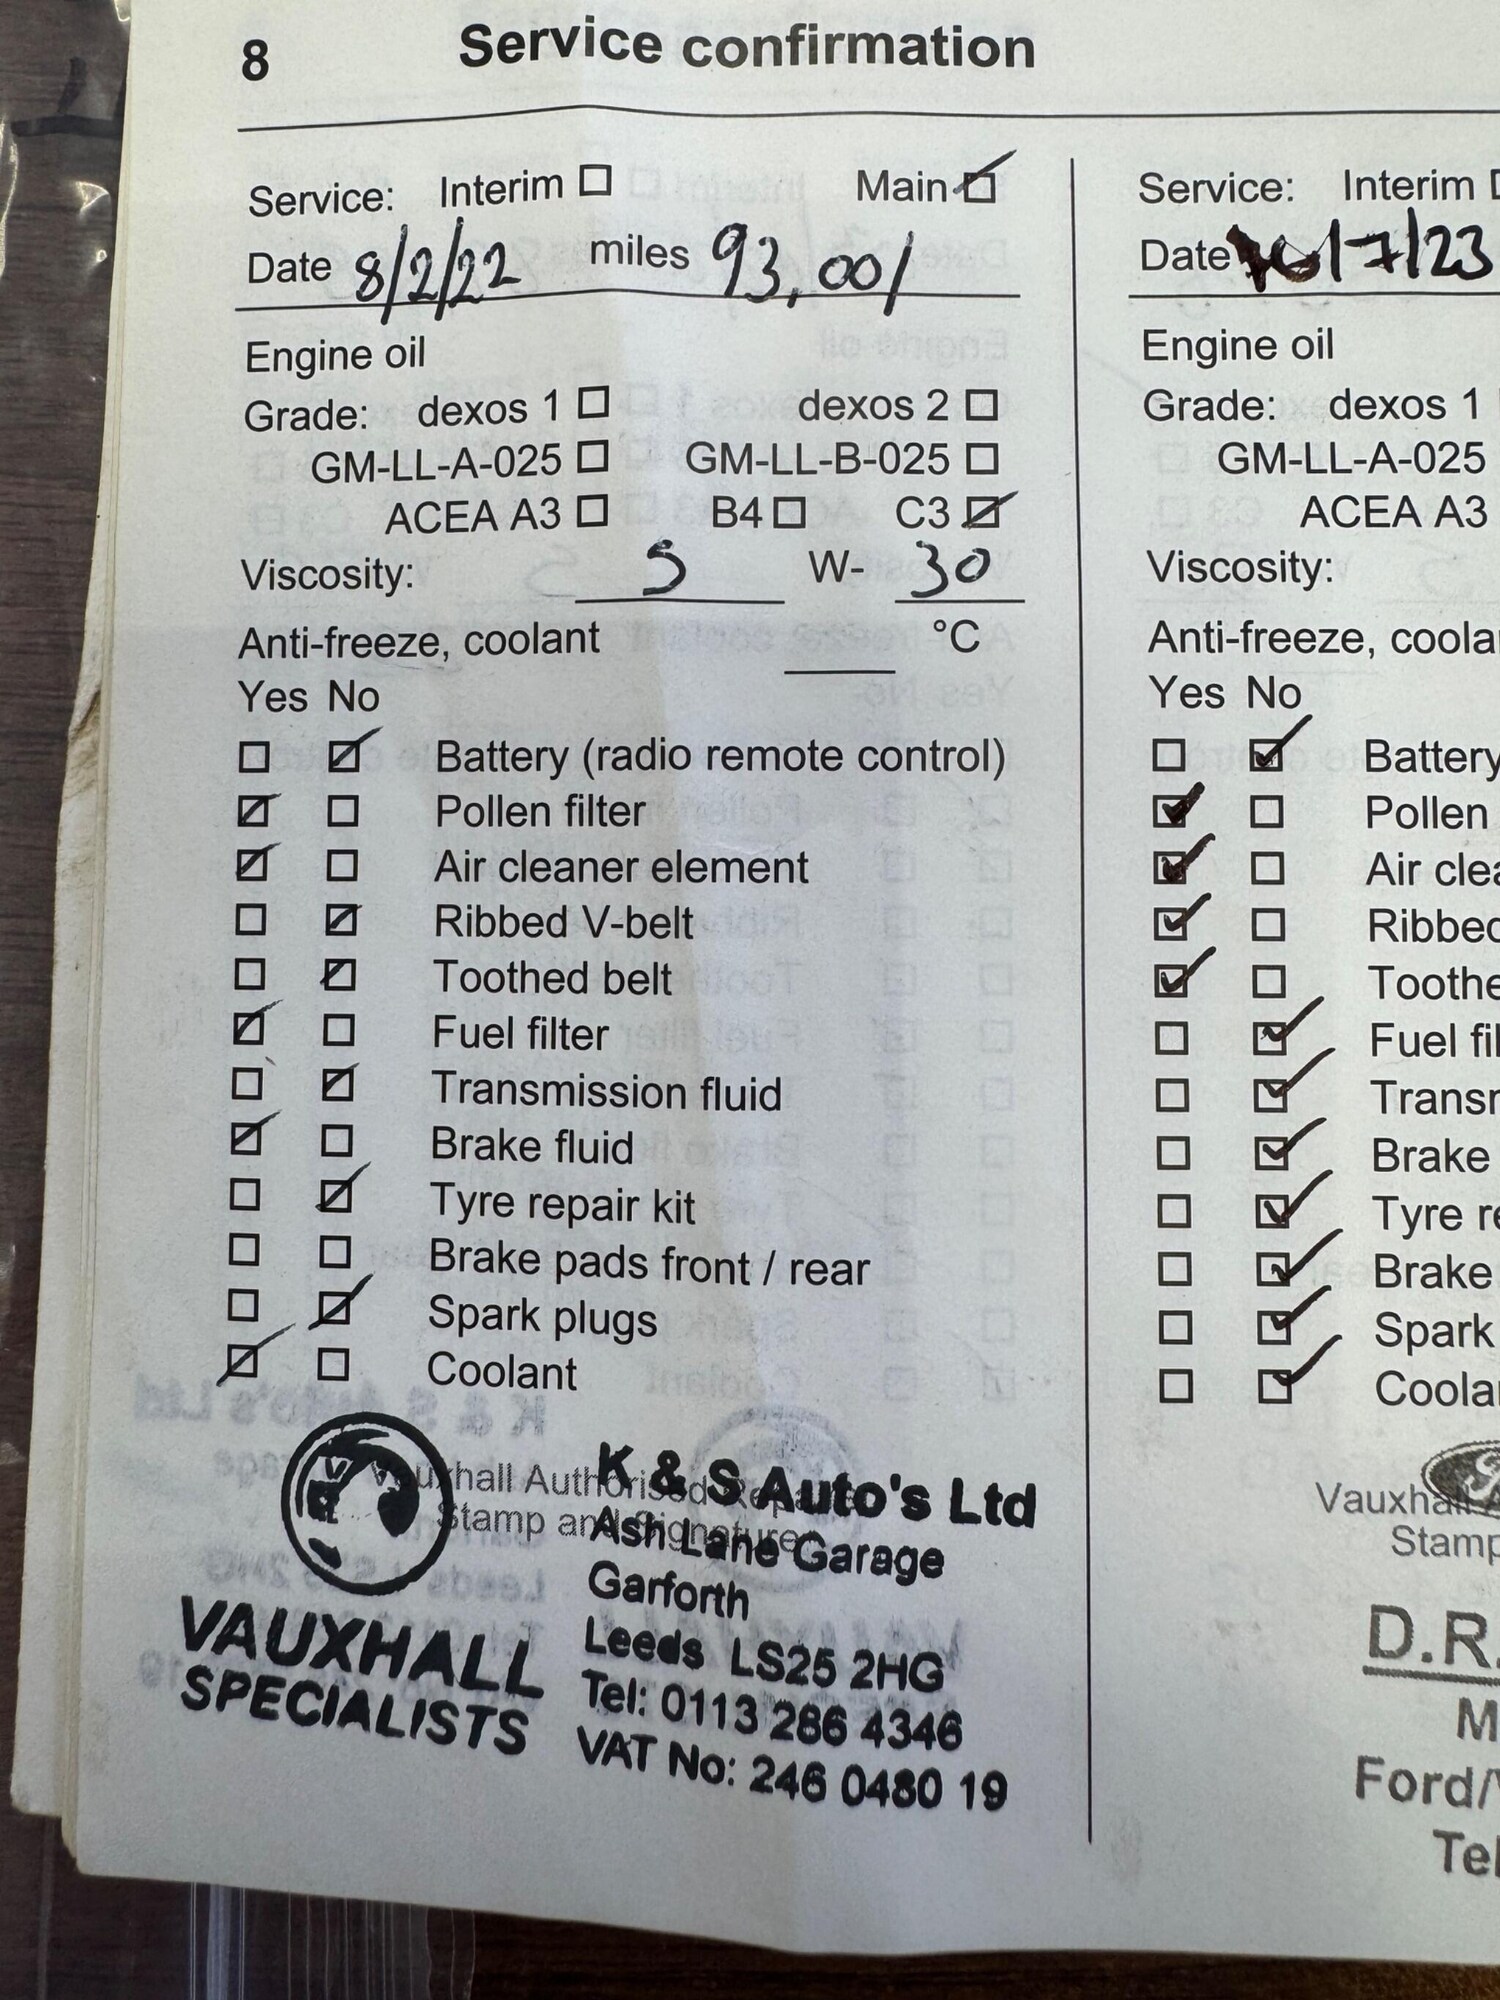 8 Service confirmation
Service: Interim Main
Date 8/2/22 miles 93,001
Engine oil
Grade: dexos 1 dexos 2
GM-LL-A-025 GM-LL-B-025
ACEA A3 B4 C3
Viscosity: 5 W- 30
Anti-freeze, coolant °C
Yes No
Battery (radio remote control)
Pollen filter
Air cleaner element
Ribbed V-belt
Toothed belt
Fuel filter
Transmission fluid
Brake fluid
Tyre repair kit
Brake pads front / rear
Spark plugs
Coolant
Vauxhall Authorised Repairer
Stamp and Signature
VAUXHALL
SPECIALISTS
K & S Auto's Ltd
Ash Lane Garage
Garforth
Leeds LS25 2HG
Tel: 0113 286 4346
VAT No: 246 0480 19
Service: Interim
Date /7/23
Engine oil
Grade: dexos 1
GM-LL-A-025
ACEA A3
Viscosity:
Anti-freeze, coola
Yes No
Battery
Pollen
Air clea
Ribbed
Toothe
Fuel fil
Transm
Brake
Tyre re
Brake
Spark
Coola
Vauxhall
Stamp
D.R.
M
Ford/
Tel